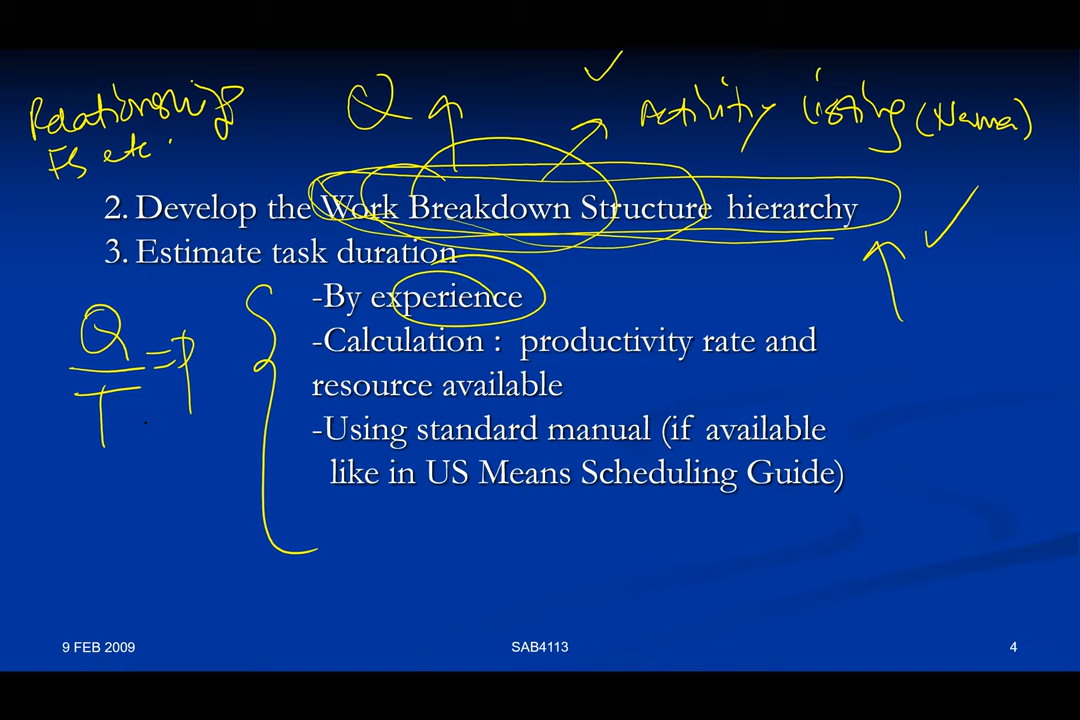 Relationship Q Activity listing (Nama)
FS etc.
2. Develop the Work Breakdown Structure hierarchy
3. Estimate task duration
-By experience
-Calculation : productivity rate and
resource available
-Using standard manual (if available
like in US Means Scheduling Guide)
Q
T
9 FEB 2009 SAB4113 4